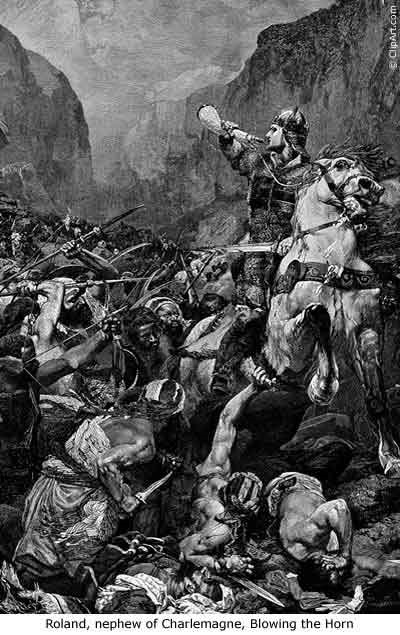 © ClipArt.com
Roland, nephew of Charlemagne, Blowing the Horn